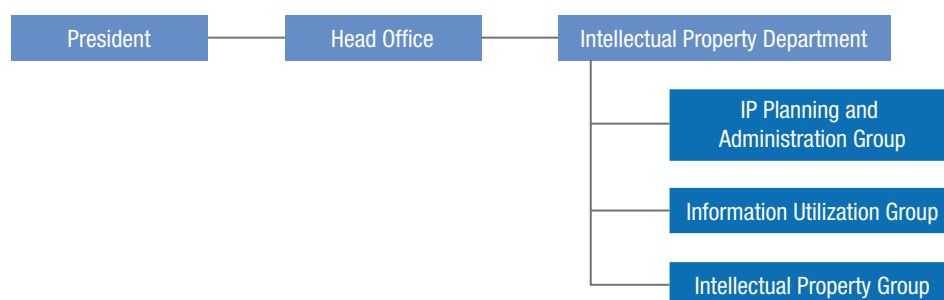 President
Head Office
Intellectual Property Department
IP Planning and
Administration Group
Information Utilization Group
Intellectual Property Group